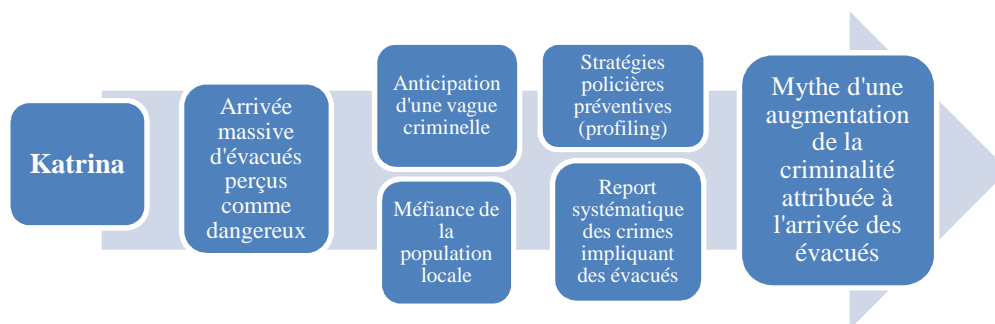 Katrina
Arrivée
massive
d'évacués
perçus
comme
dangereux
Anticipation
d'une vague
criminelle
Méfiance de
la
population
locale
Stratégies
policières
préventives
(profiling)
Report
systématique
des crimes
impliquant
des évacués
Mythe d'une
augmentation
de la
criminalité
attribuée à
l'arrivée des
évacués